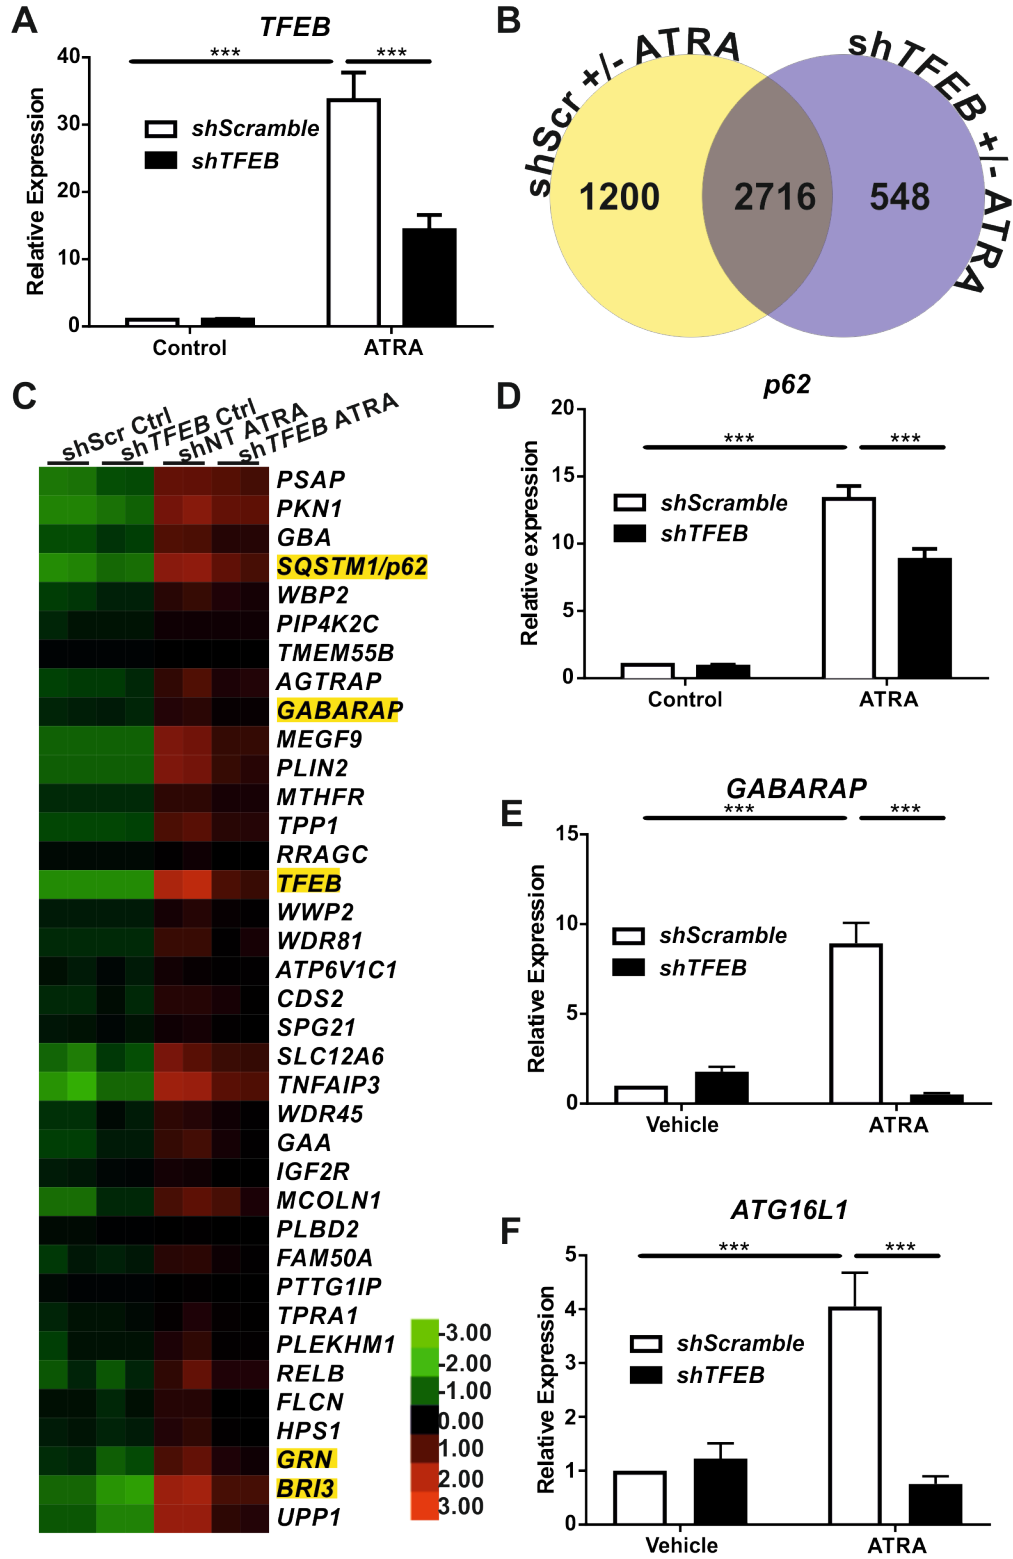 A
TFEB
***
***
40
30
20
10
0
Relative Expression
shScramble
shTFEB
Control
ATRA
B
shScr +/- ATRA
shTFEB +/- ATRA
1200
2716
548
C
shScr Ctrl
shTFEB Ctrl
shNT ATRA
shTFEB ATRA
PSAP
PKN1
GBA
SQSTM1/p62
WBP2
PIP4K2C
TMEM55B
AGTRAP
GABARAP
MEGF9
PLIN2
MTHFR
TPP1
RRAGC
TFEB
WWP2
WDR81
ATP6V1C1
CDS2
SPG21
SLC12A6
TNFAIP3
WDR45
GAA
IGF2R
MCOLN1
PLBD2
FAM50A
PTTG1IP
TPRA1
PLEKHM1
RELB
FLCN
HPS1
GRN
BRI3
UPP1
-3.00
-2.00
-1.00
0.00
1.00
2.00
3.00
D
p62
***
***
20
15
10
5
0
Relative expression
shScramble
shTFEB
Control
ATRA
E
GABARAP
***
***
15
10
5
0
Relative Expression
shScramble
shTFEB
Vehicle
ATRA
F
ATG16L1
***
***
5
4
3
2
1
0
Relative Expression
shScramble
shTFEB
Vehicle
ATRA